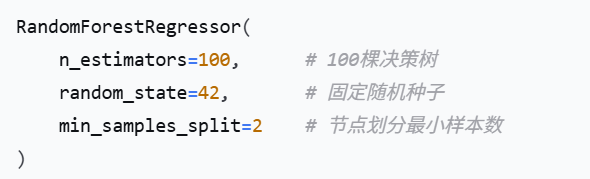 RandomForestRegressor(
    n_estimators=100,      # 100棵决策树
    random_state=42,       # 固定随机种子
    min_samples_split=2    # 节点划分最小样本数
)